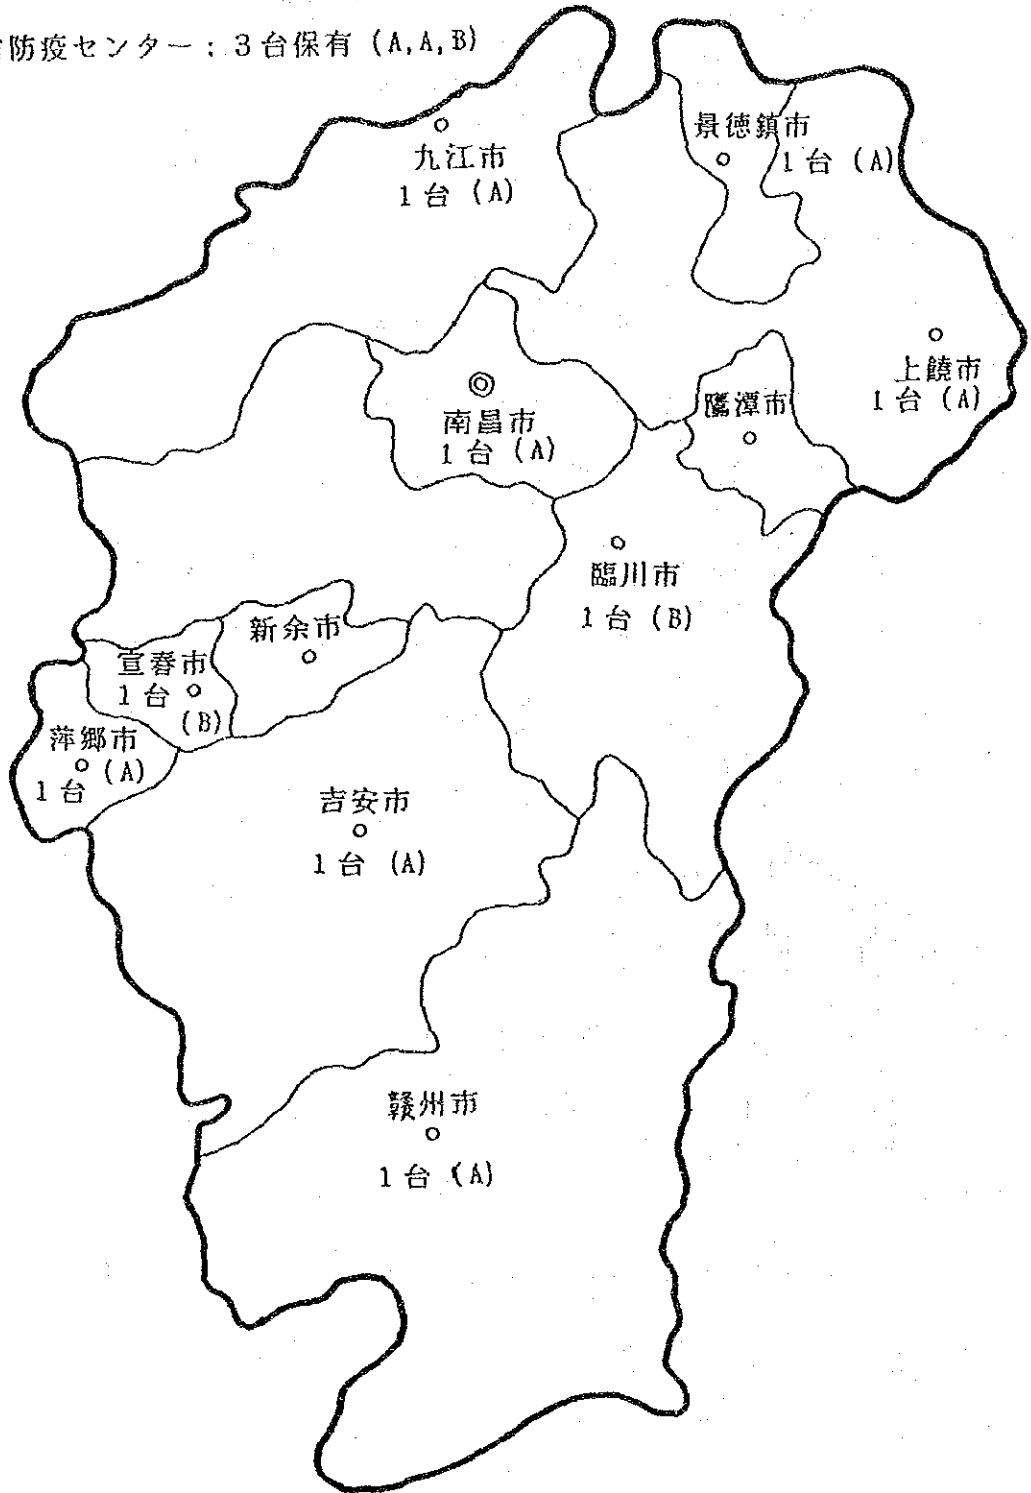 防疫センター：3台保有 (A,A,B)
景徳鎮市
1台 (A)
九江市
1台 (A)
上饒市
1台 (A)
鷹潭市
南昌市
1台 (A)
臨川市
1台 (B)
新余市
宣春市
1台
(B)
萍郷市
(A)
1台
吉安市
1台 (A)
贛州市
1台 (A)